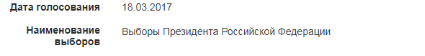 Дата голосования 18.03.2017
Наименование выборов Выборы Президента Российской Федерации